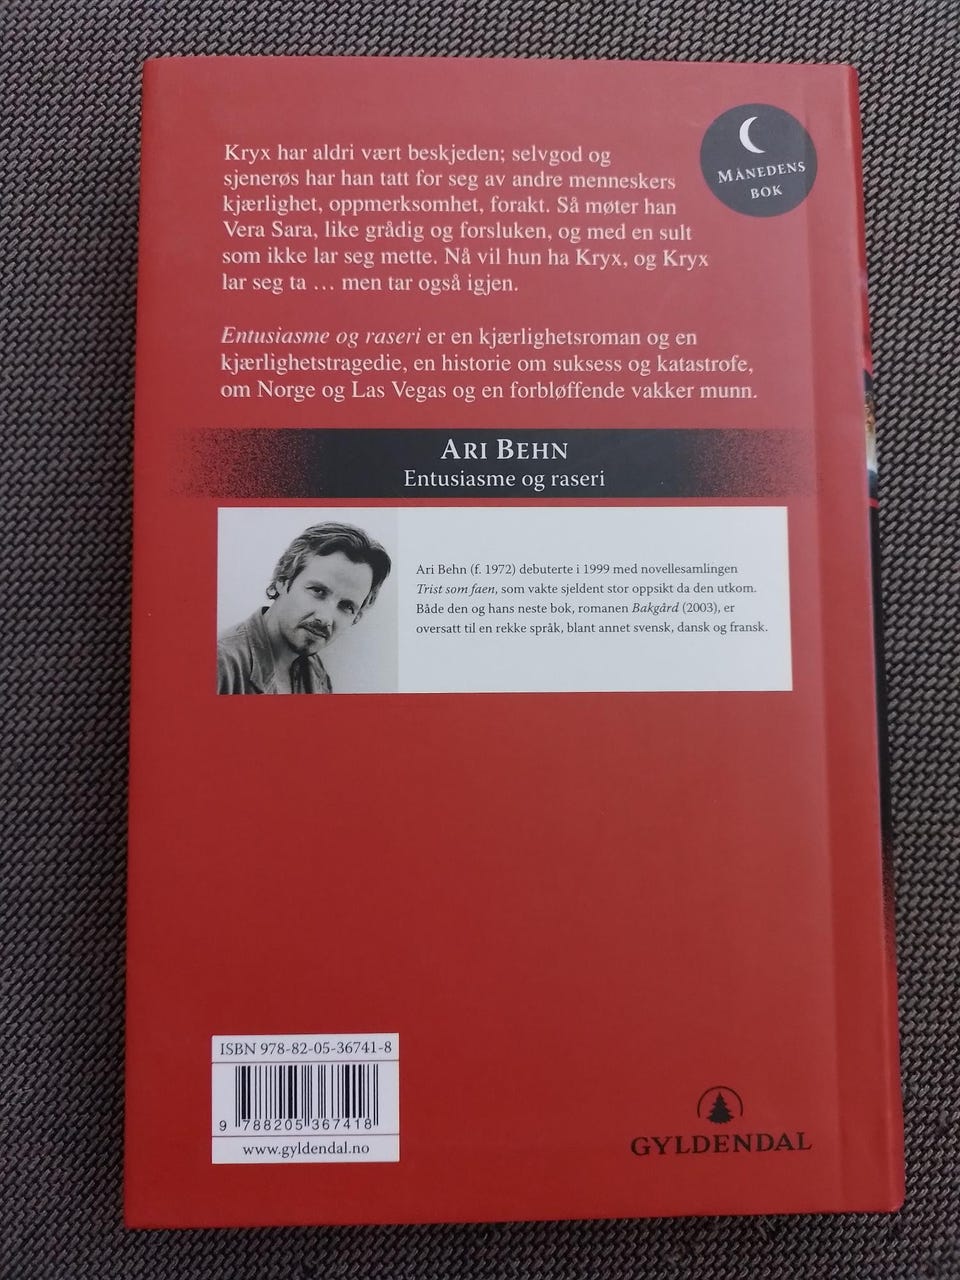 Kryx har aldri vært beskjeden; selvgod og
sjenerøs har han tatt for seg av andre menneskers
kjærlighet, oppmerksomhet, forakt. Så møter han
Vera Sara, like grådig og forsluken, og med en sult
som ikke lar seg mette. Nå vil hun ha Kryx, og Kryx
lar seg ta … men tar også igjen.
MÅNEDENS
BOK
Entusiasme og raseri er en kjærlighetsroman og en
kjærlighetstragedie, en historie om suksess og katastrofe,
om Norge og Las Vegas og en forbløffende vakker munn.
ARI BEHN
Entusiasme og raseri
Ari Behn (f. 1972) debuterte i 1999 med novellesamlingen
Trist som faen, som vakte sjeldent stor oppsikt da den utkom.
Både den og hans neste bok, romanen Bakgård (2003), er
oversatt til en rekke språk, blant annet svensk, dansk og fransk.
ISBN 978-82-05-36741-8
9 788205 367418
www.gyldendal.no
GYLDENDAL